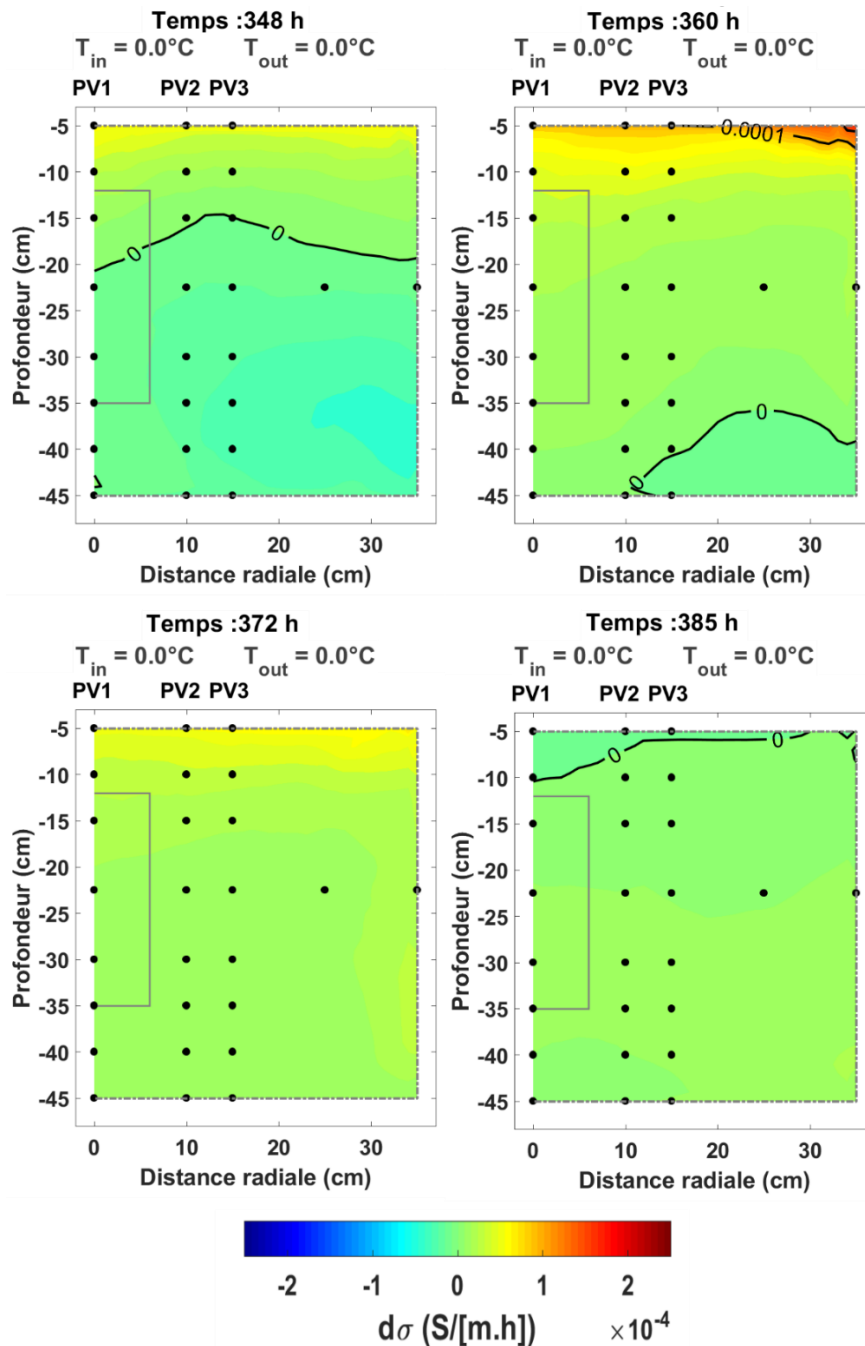 Temps :348 h
T_in = 0.0°C T_out = 0.0°C
PV1 PV2 PV3
-5
-10
-15
-20
-25
-30
-35
-40
-45
Profondeur (cm)
0
0
0 10 20 30
Distance radiale (cm)
Temps :360 h
T_in = 0.0°C T_out = 0.0°C
PV1 PV2 PV3
-5
-10
-15
-20
-25
-30
-35
-40
-45
Profondeur (cm)
0.0001
0
0
0 10 20 30
Distance radiale (cm)
Temps :372 h
T_in = 0.0°C T_out = 0.0°C
PV1 PV2 PV3
-5
-10
-15
-20
-25
-30
-35
-40
-45
Profondeur (cm)
0 10 20 30
Distance radiale (cm)
Temps :385 h
T_in = 0.0°C T_out = 0.0°C
PV1 PV2 PV3
-5
-10
-15
-20
-25
-30
-35
-40
-45
Profondeur (cm)
0
0
0 10 20 30
Distance radiale (cm)
-2 -1 0 1 2
dσ (S/[m.h]) ×10⁻⁴